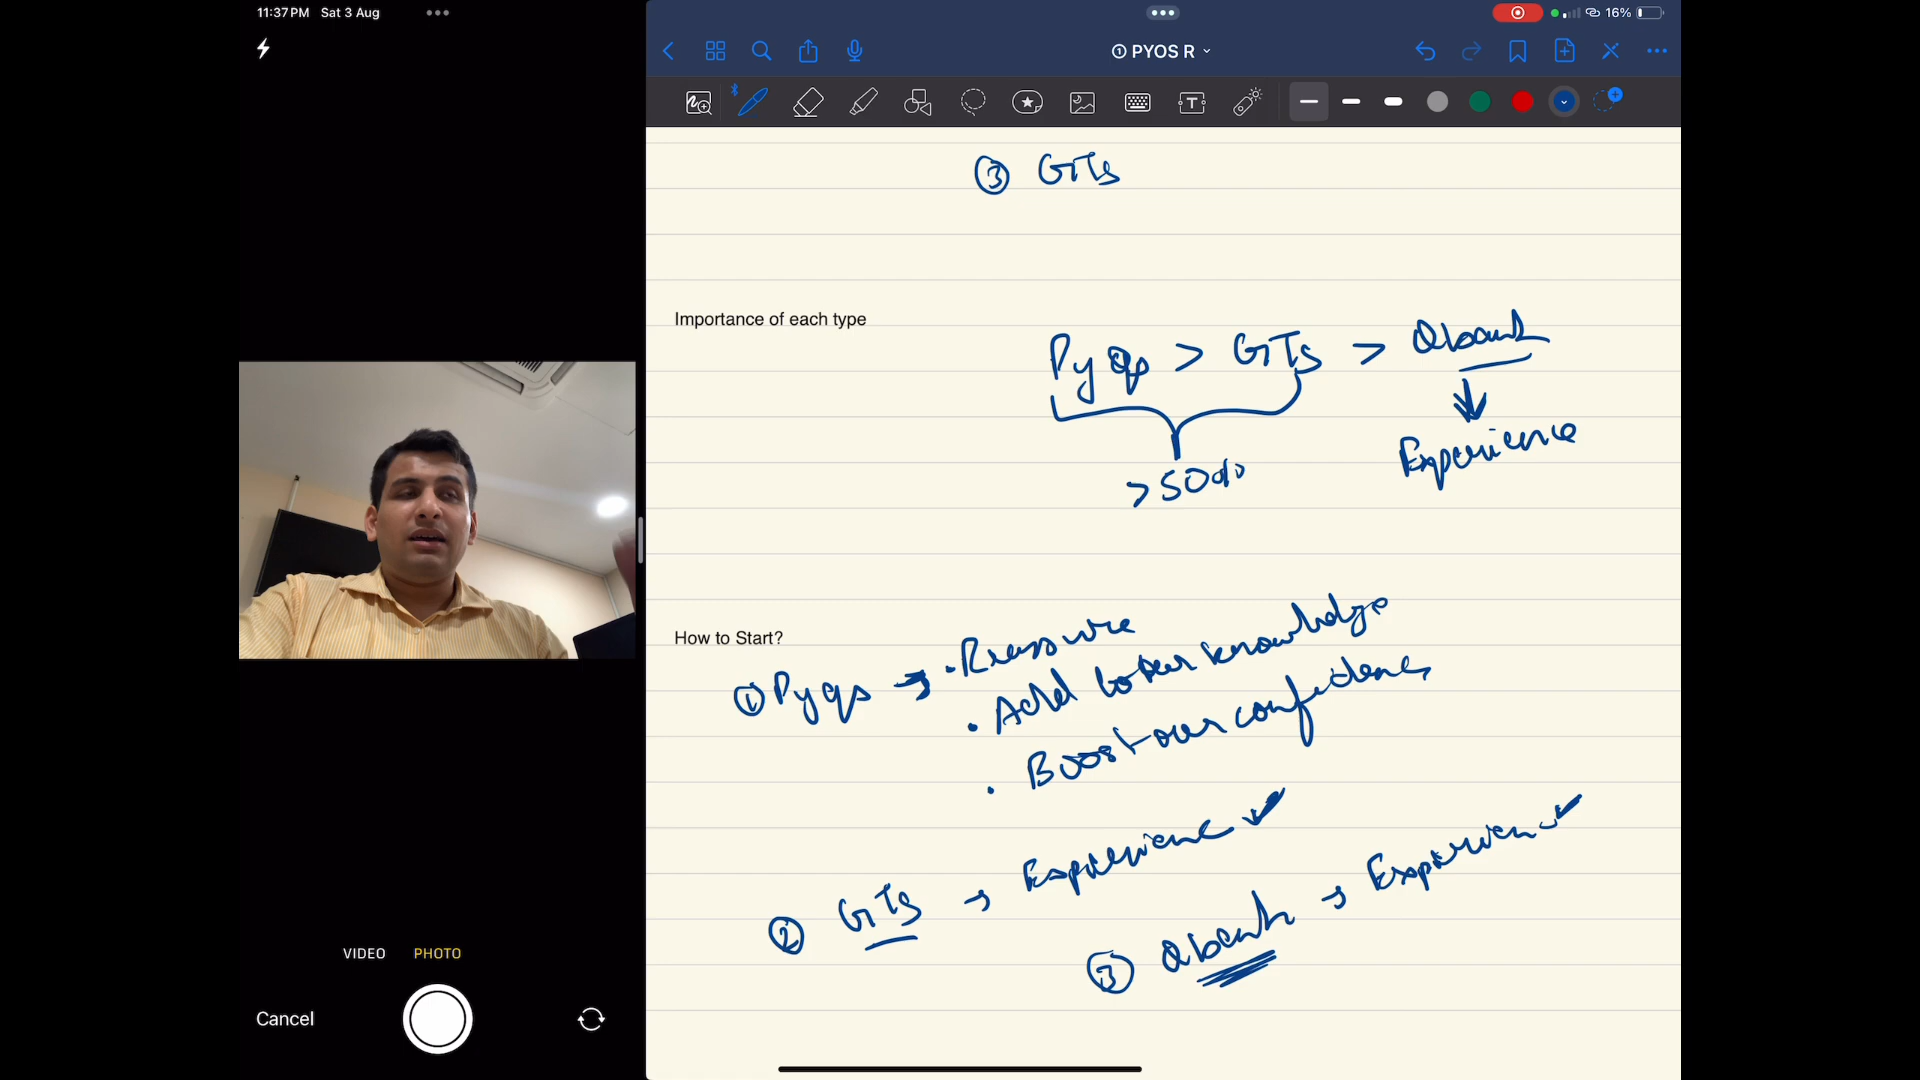 11:37 PM Sat 3 Aug
16%
① PYOS R
③ GTs
Importance of each type
Pyqs > GTs > Qbank
Experience
> 50%
How to Start?
① Pyqs → • Reassure
• Add to our knowledge
• Boost our confidence
② GTs → Experience ✓
③ Qbank → Experience ✓
VIDEO PHOTO
Cancel